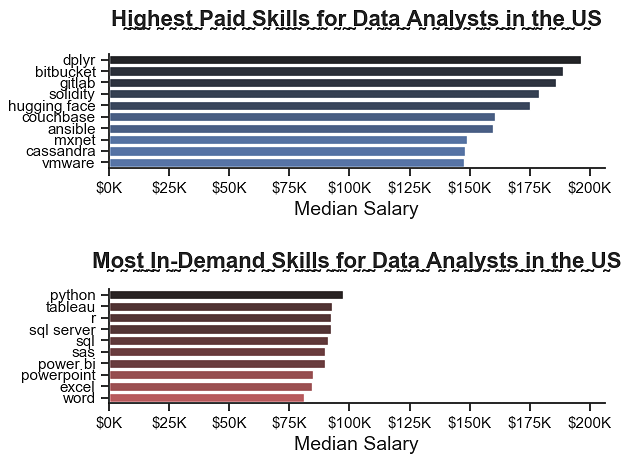 Highest Paid Skills for Data Analysts in the US
dplyr
bitbucket
gitlab
solidity
hugging face
couchbase
ansible
mxnet
cassandra
vmware
$0K $25K $50K $75K $100K $125K $150K $175K $200K
Median Salary
Most In-Demand Skills for Data Analysts in the US
python
tableau
r
sql server
sql
sas
power bi
powerpoint
excel
word
$0K $25K $50K $75K $100K $125K $150K $175K $200K
Median Salary